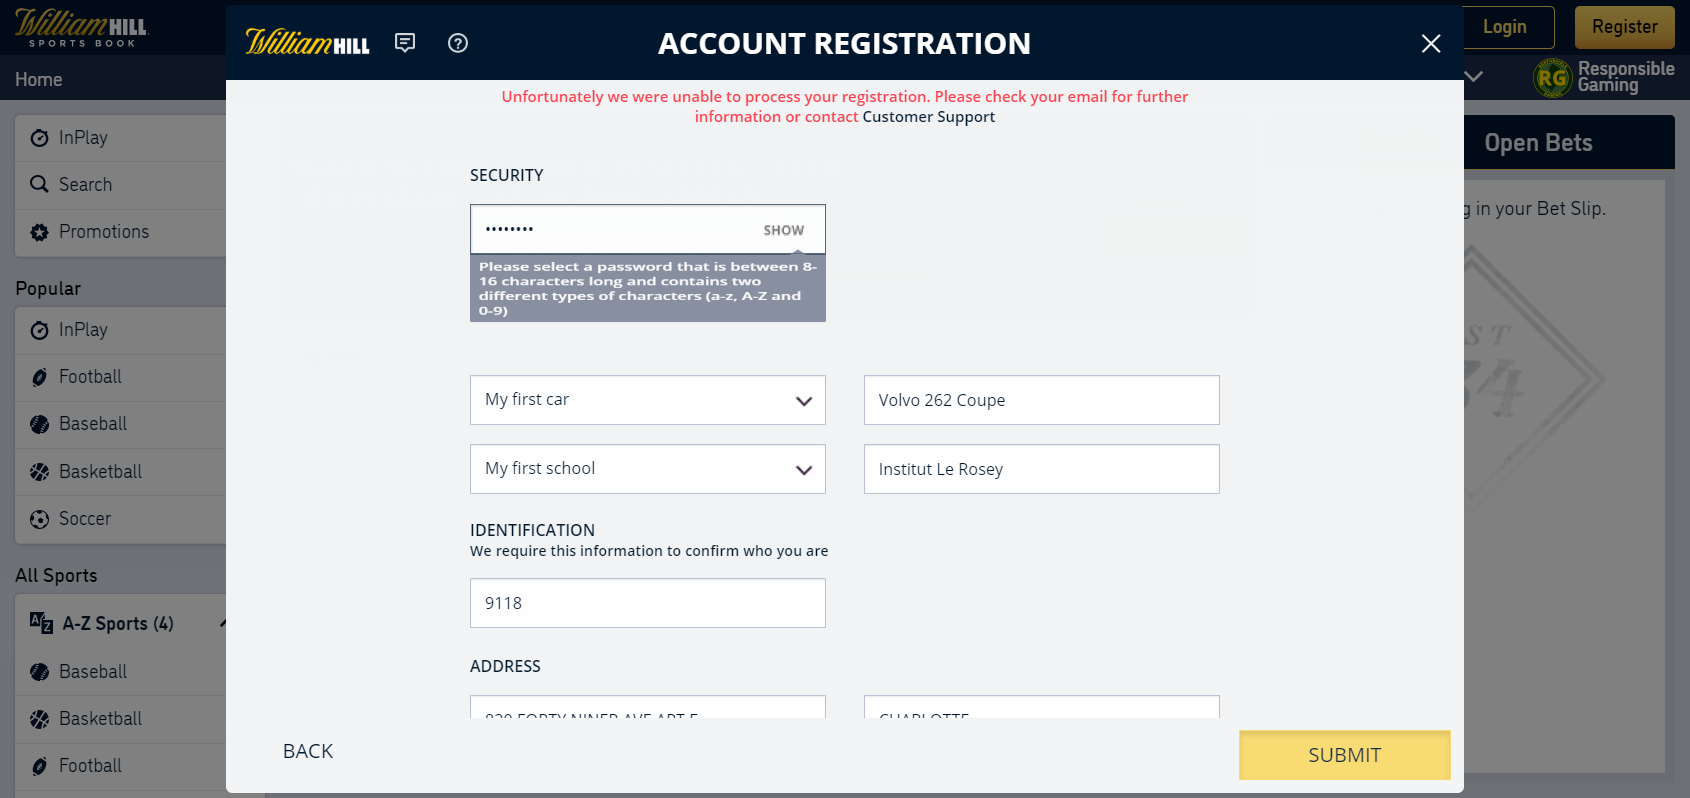 William HILL
SPORTS BOOK
Login
Register
Home
Responsible
Gaming
InPlay
Search
Promotions
Popular
InPlay
Football
Baseball
Basketball
Soccer
All Sports
A-Z Sports (4)
Baseball
Basketball
Football
William HILL
ACCOUNT REGISTRATION
Unfortunately we were unable to process your registration. Please check your email for further
information or contact Customer Support
SECURITY
•••••••• SHOW
Please select a password that is between 8-
16 characters long and contains two
different types of characters (a-z, A-Z and
0-9)
My first car
Volvo 262 Coupe
My first school
Institut Le Rosey
IDENTIFICATION
We require this information to confirm who you are
9118
ADDRESS
CHARLOTTE
BACK
SUBMIT
Open Bets
in your Bet Slip.
RG